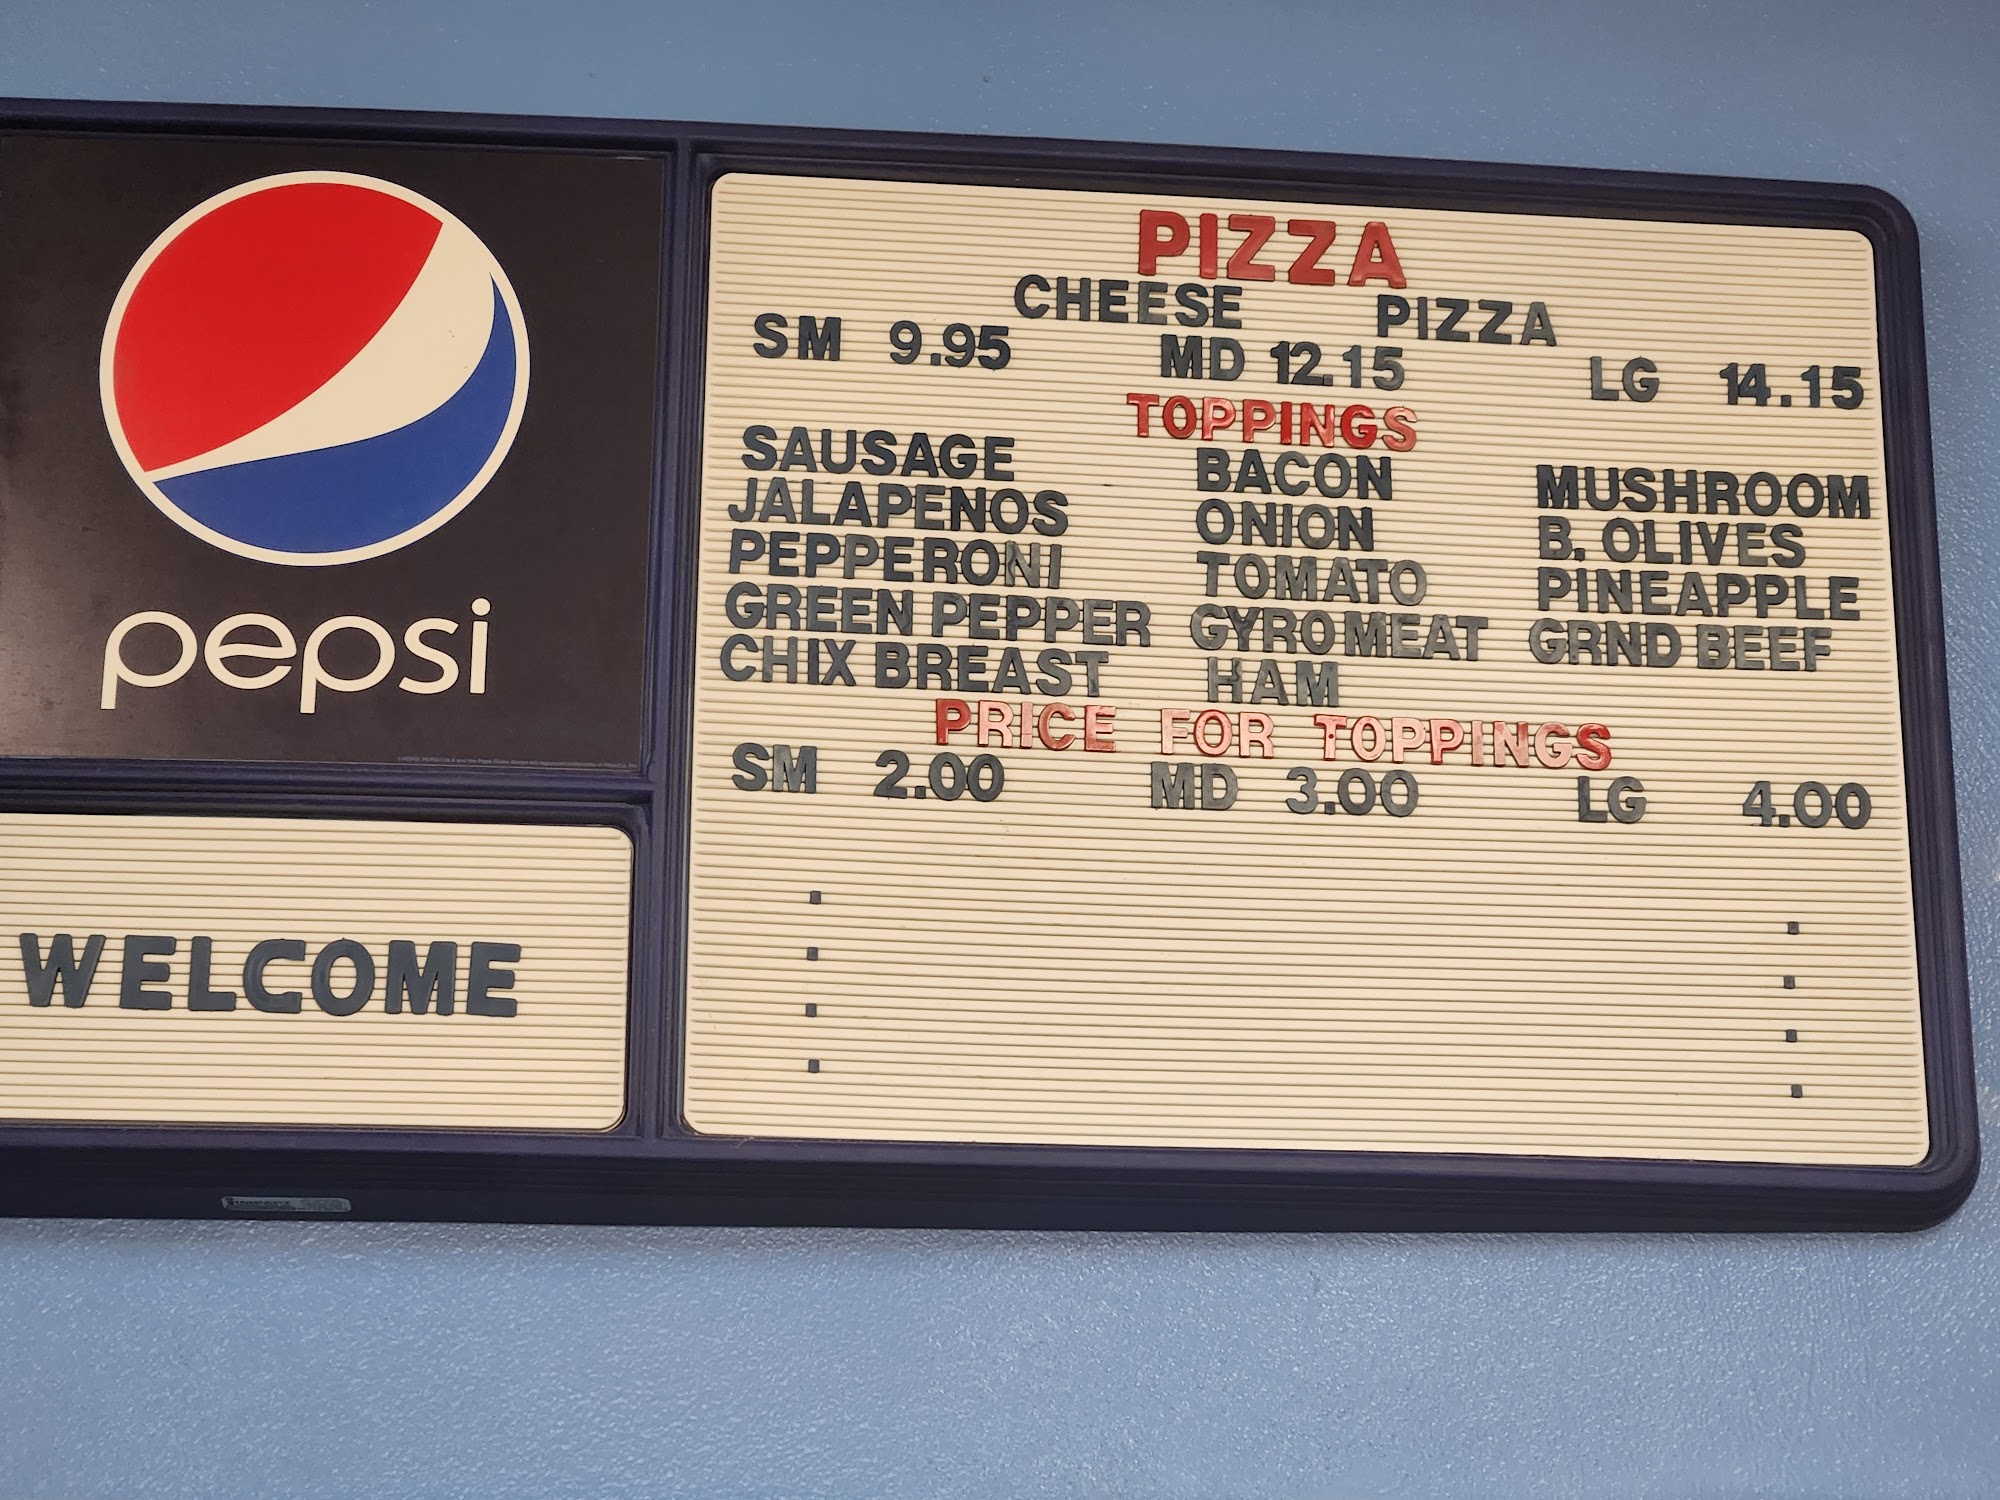 pepsi
WELCOME
PIZZA
CHEESE PIZZA
SM 9.95 MD 12.15 LG 14.15
TOPPINGS
SAUSAGE BACON MUSHROOM
JALAPENOS ONION B. OLIVES
PEPPERONI TOMATO PINEAPPLE
GREEN PEPPER GYRO MEAT GRND BEEF
CHIX BREAST HAM
PRICE FOR TOPPINGS
SM 2.00 MD 3.00 LG 4.00